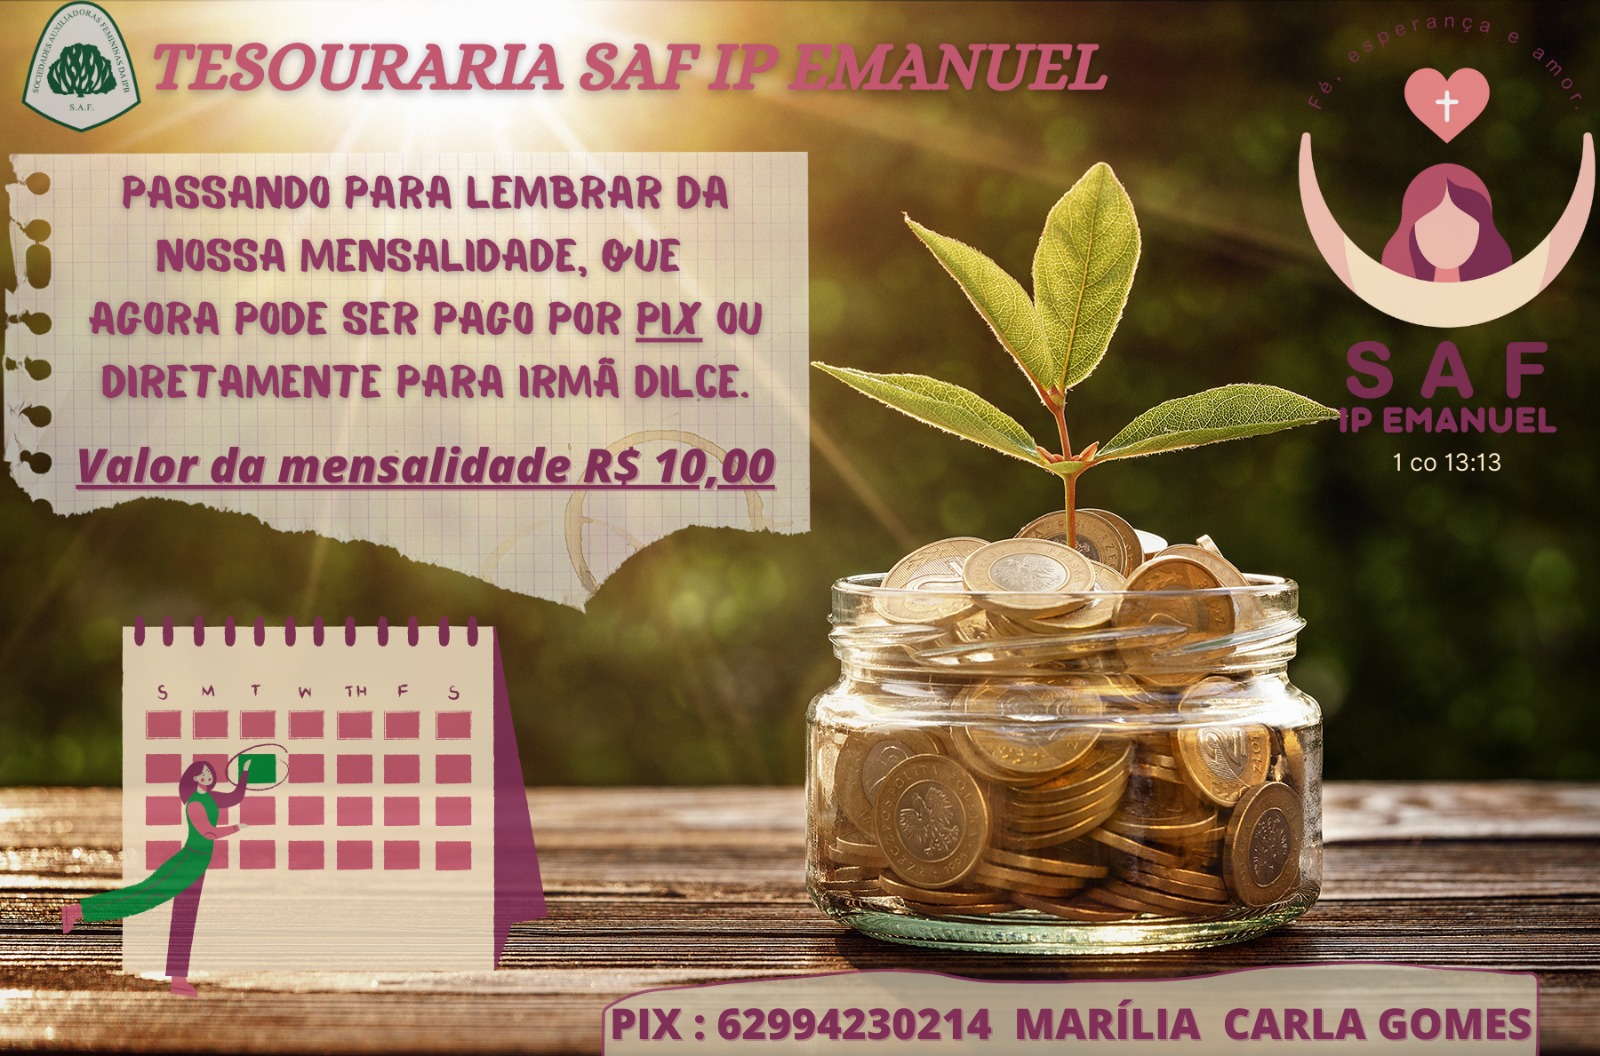 SOCIEDADES AUXILIADORAS FEMININAS DA IPB
S.A.F.
TESOURARIA SAF IP EMANUEL
Fé, esperança e amor.
PASSANDO PARA LEMBRAR DA
NOSSA MENSALIDADE, QUE
AGORA PODE SER PAGO POR PIX OU
DIRETAMENTE PARA IRMÃ DILCE.
Valor da mensalidade R$ 10,00
SAF
IP EMANUEL
1 co 13:13
S M T W TH F S
PIX : 62994230214 MARÍLIA CARLA GOMES